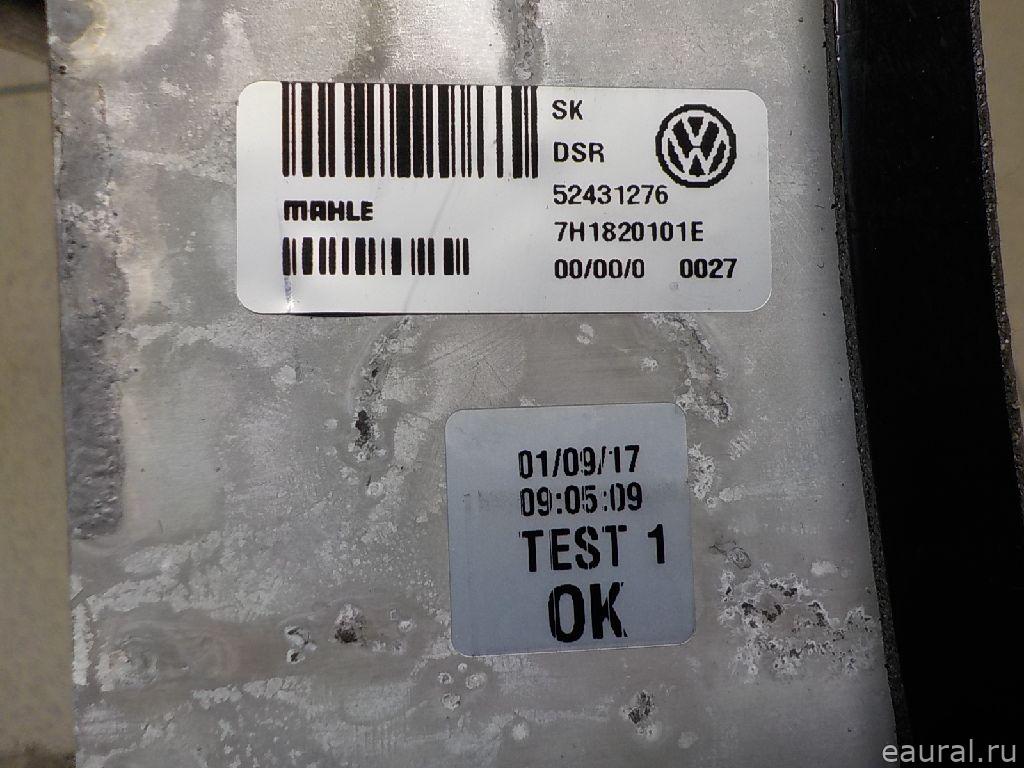 SK
DSR
52431276
7H1820101E
00/00/0 0027
MAHLE
01/09/17
09:05:09
TEST 1
OK
eaural.ru